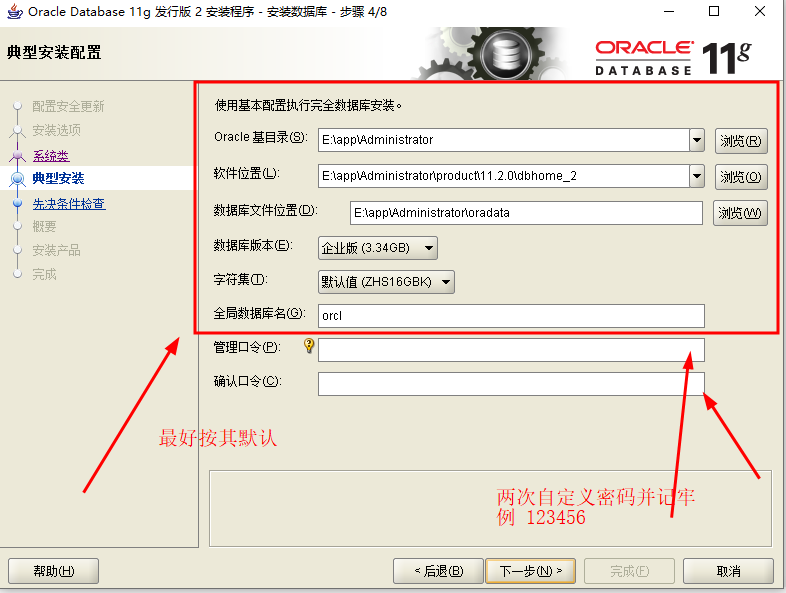 Oracle Database 11g 发行版 2 安装程序 - 安装数据库 - 步骤 4/8
典型安装配置
ORACLE
DATABASE
11g
配置安全更新
安装选项
系统类
典型安装
先决条件检查
概要
安装产品
完成
使用基本配置执行完全数据库安装。
Oracle 基目录(S): E:\app\Administrator 浏览(R)
软件位置(L): E:\app\Administrator\product\11.2.0\dbhome_2 浏览(O)
数据库文件位置(D): E:\app\Administrator\oradata 浏览(W)
数据库版本(E): 企业版 (3.34GB)
字符集(T): 默认值 (ZHS16GBK)
全局数据库名(G): orcl
管理口令(P):
确认口令(C):
最好按其默认
两次自定义密码并记牢
例 123456
帮助(H) < 后退(B) 下一步(N) > 完成(F) 取消